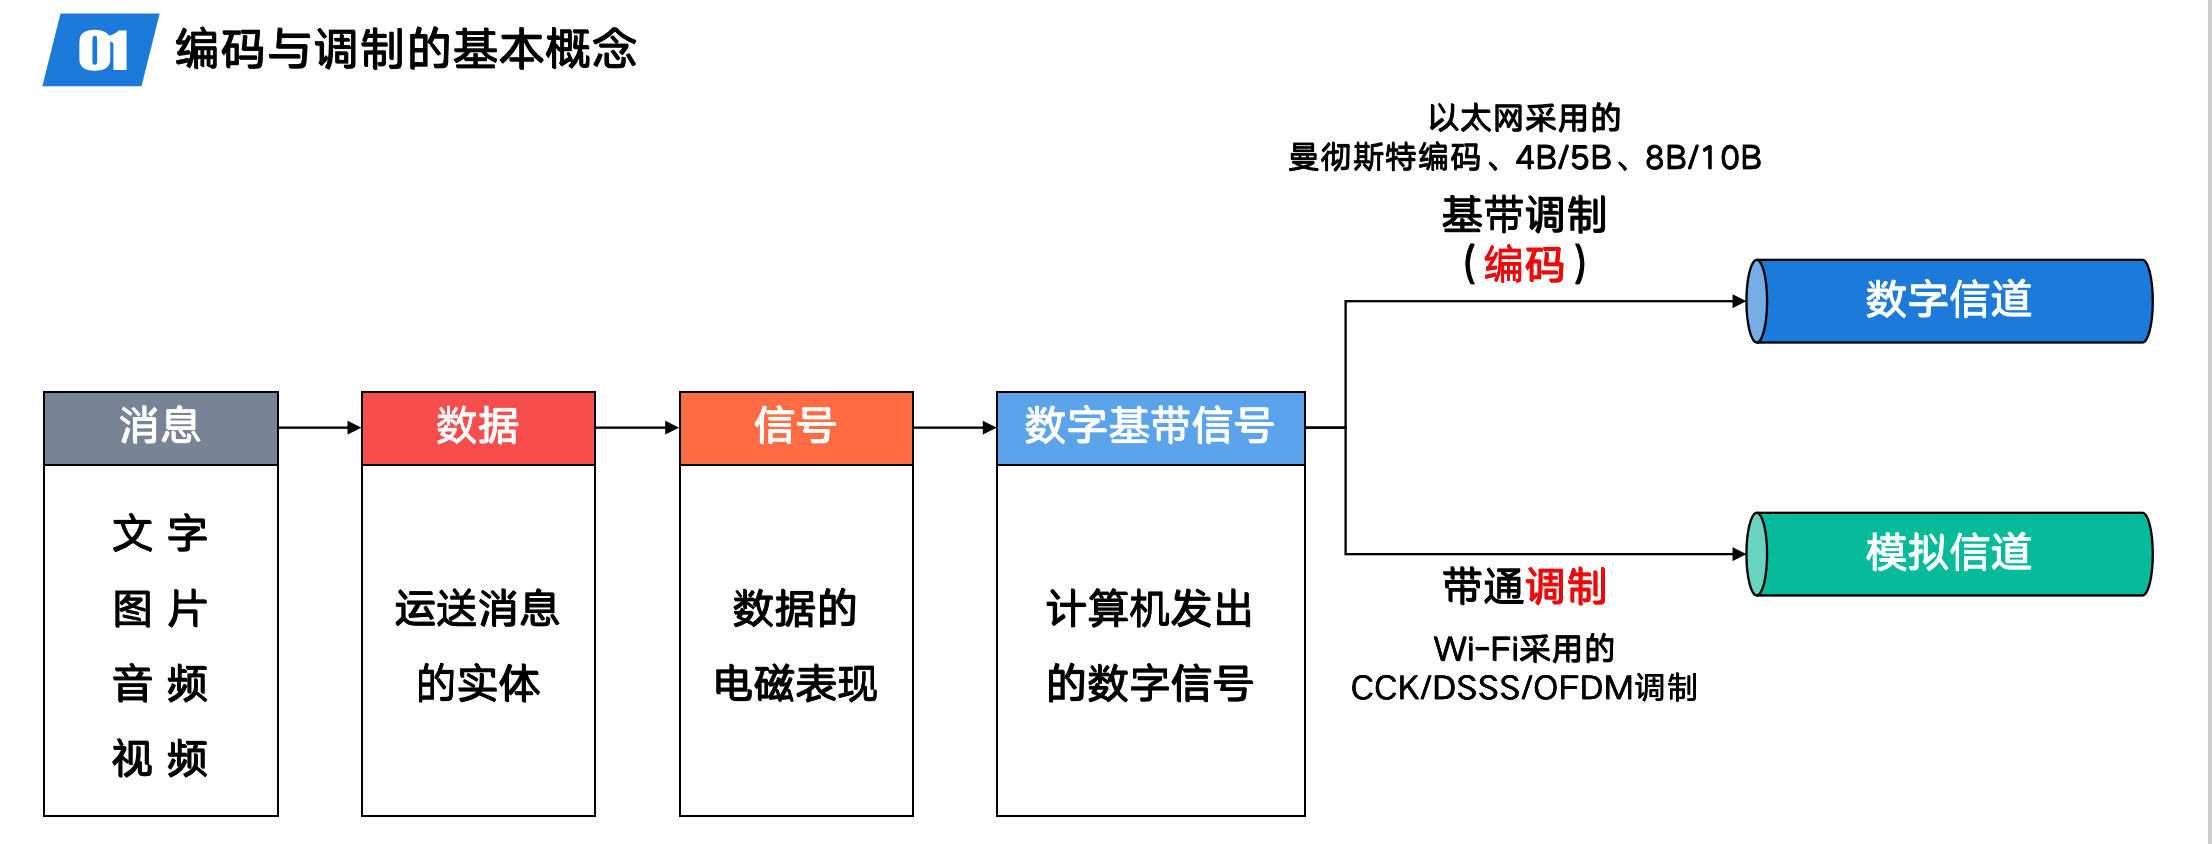 01 编码与调制的基本概念
以太网采用的
曼彻斯特编码、4B/5B、8B/10B
基带调制
(编码)
数字信道
消息
数据
信号
数字基带信号
文 字
图 片
音 频
视 频
运送消息
的实体
数据的
电磁表现
计算机发出
的数字信号
模拟信道
带通调制
Wi-Fi采用的
CCK/DSSS/OFDM调制